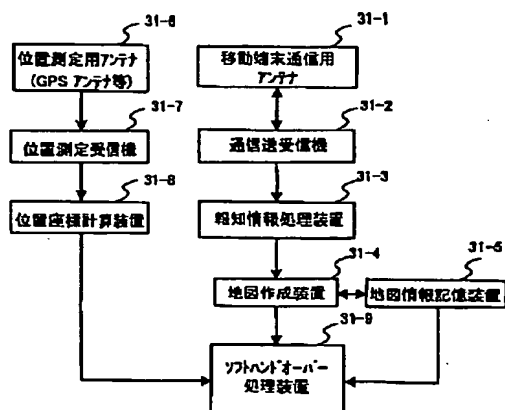 31-6
位置測定用アンテナ
(GPS アンテナ等)
31-7
位置測定受信機
31-8
位置座標計算装置
31-1
移動端末通信用
アンテナ
31-2
通信送受信機
31-3
報知情報処理装置
31-4
地図作成装置
31-5
地図情報記憶装置
31-9
ソフトハンドオーバー
処理装置